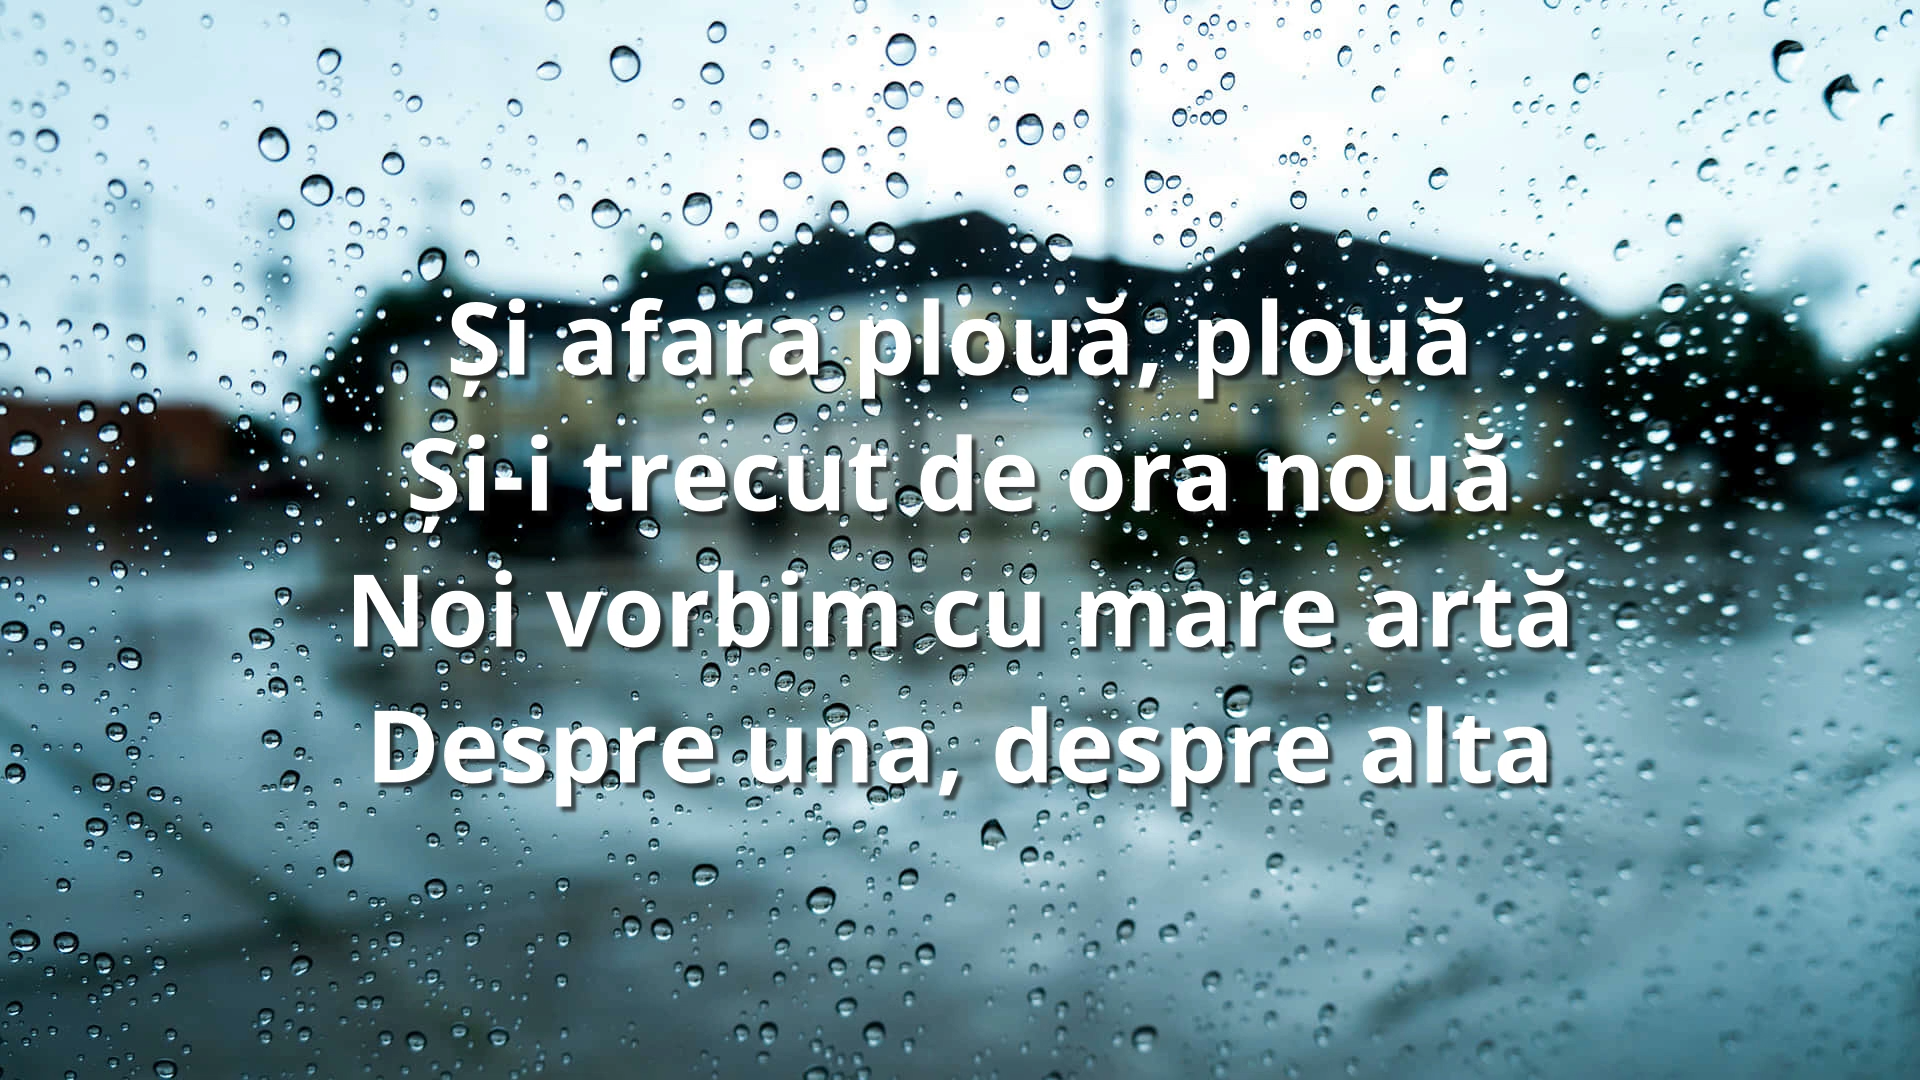 Și afara plouă, plouă
Și-i trecut de ora nouă
Noi vorbim cu mare artă
Despre una, despre alta